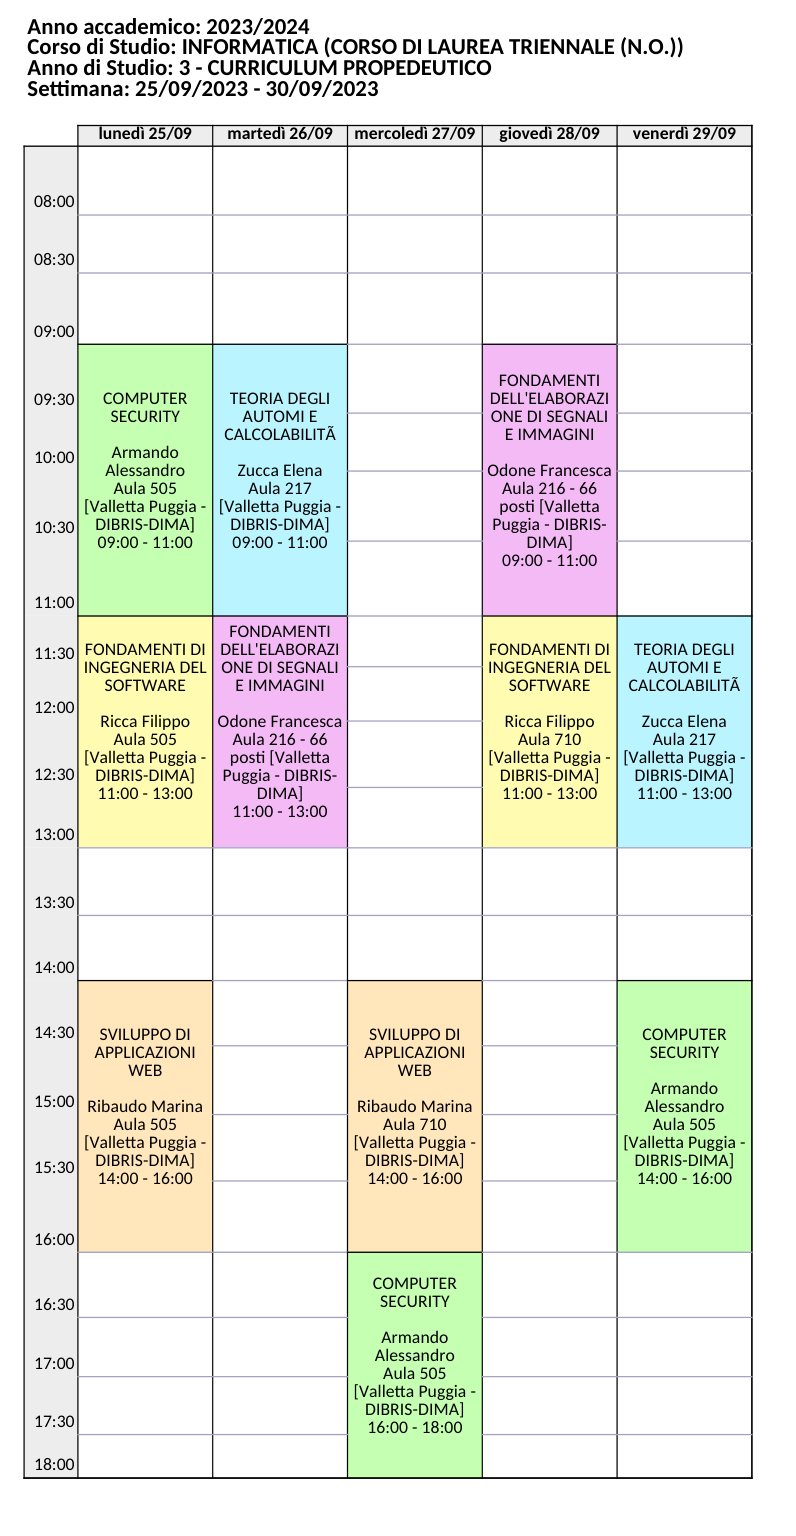 Anno accademico: 2023/2024
Corso di Studio: INFORMATICA (CORSO DI LAUREA TRIENNALE (N.O.))
Anno di Studio: 3 - CURRICULUM PROPEDEUTICO
Settimana: 25/09/2023 - 30/09/2023
lunedì 25/09 martedì 26/09 mercoledì 27/09 giovedì 28/09 venerdì 29/09
08:00
08:30
09:00
COMPUTER
SECURITY
Armando
Alessandro
Aula 505
[Valletta Puggia -
DIBRIS-DIMA]
09:00 - 11:00
TEORIA DEGLI
AUTOMI E
CALCOLABILITÃ
Zucca Elena
Aula 217
[Valletta Puggia -
DIBRIS-DIMA]
09:00 - 11:00
FONDAMENTI
DELL'ELABORAZI
ONE DI SEGNALI
E IMMAGINI
Odone Francesca
Aula 216 - 66
posti [Valletta
Puggia - DIBRIS-
DIMA]
09:00 - 11:00
09:30
10:00
10:30
11:00
FONDAMENTI DI
INGEGNERIA DEL
SOFTWARE
Ricca Filippo
Aula 505
[Valletta Puggia -
DIBRIS-DIMA]
11:00 - 13:00
FONDAMENTI
DELL'ELABORAZI
ONE DI SEGNALI
E IMMAGINI
Odone Francesca
Aula 216 - 66
posti [Valletta
Puggia - DIBRIS-
DIMA]
11:00 - 13:00
FONDAMENTI DI
INGEGNERIA DEL
SOFTWARE
Ricca Filippo
Aula 710
[Valletta Puggia -
DIBRIS-DIMA]
11:00 - 13:00
TEORIA DEGLI
AUTOMI E
CALCOLABILITÃ
Zucca Elena
Aula 217
[Valletta Puggia -
DIBRIS-DIMA]
11:00 - 13:00
11:30
12:00
12:30
13:00
13:30
14:00
SVILUPPO DI
APPLICAZIONI
WEB
Ribaudo Marina
Aula 505
[Valletta Puggia -
DIBRIS-DIMA]
14:00 - 16:00
SVILUPPO DI
APPLICAZIONI
WEB
Ribaudo Marina
Aula 710
[Valletta Puggia -
DIBRIS-DIMA]
14:00 - 16:00
COMPUTER
SECURITY
Armando
Alessandro
Aula 505
[Valletta Puggia -
DIBRIS-DIMA]
14:00 - 16:00
14:30
15:00
15:30
16:00
COMPUTER
SECURITY
Armando
Alessandro
Aula 505
[Valletta Puggia -
DIBRIS-DIMA]
16:00 - 18:00
16:30
17:00
17:30
18:00